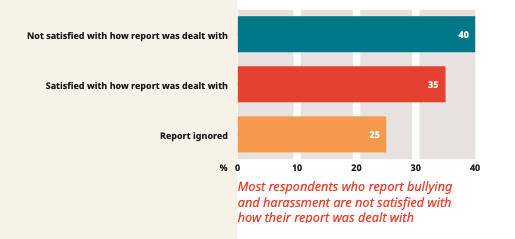 Not satisfied with how report was dealt with 40
Satisfied with how report was dealt with 35
Report ignored 25
% 0 10 20 30 40
Most respondents who report bullying
and harassment are not satisfied with
how their report was dealt with